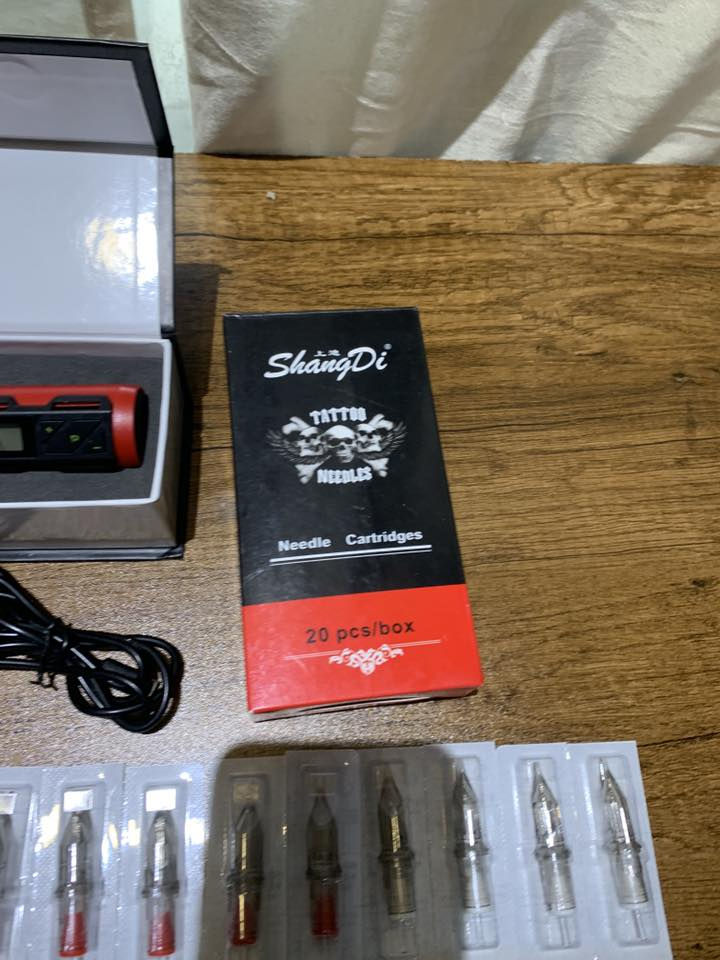 ShangDi®
TATTOO
NEEDLES
Needle Cartridges
20 pcs/box